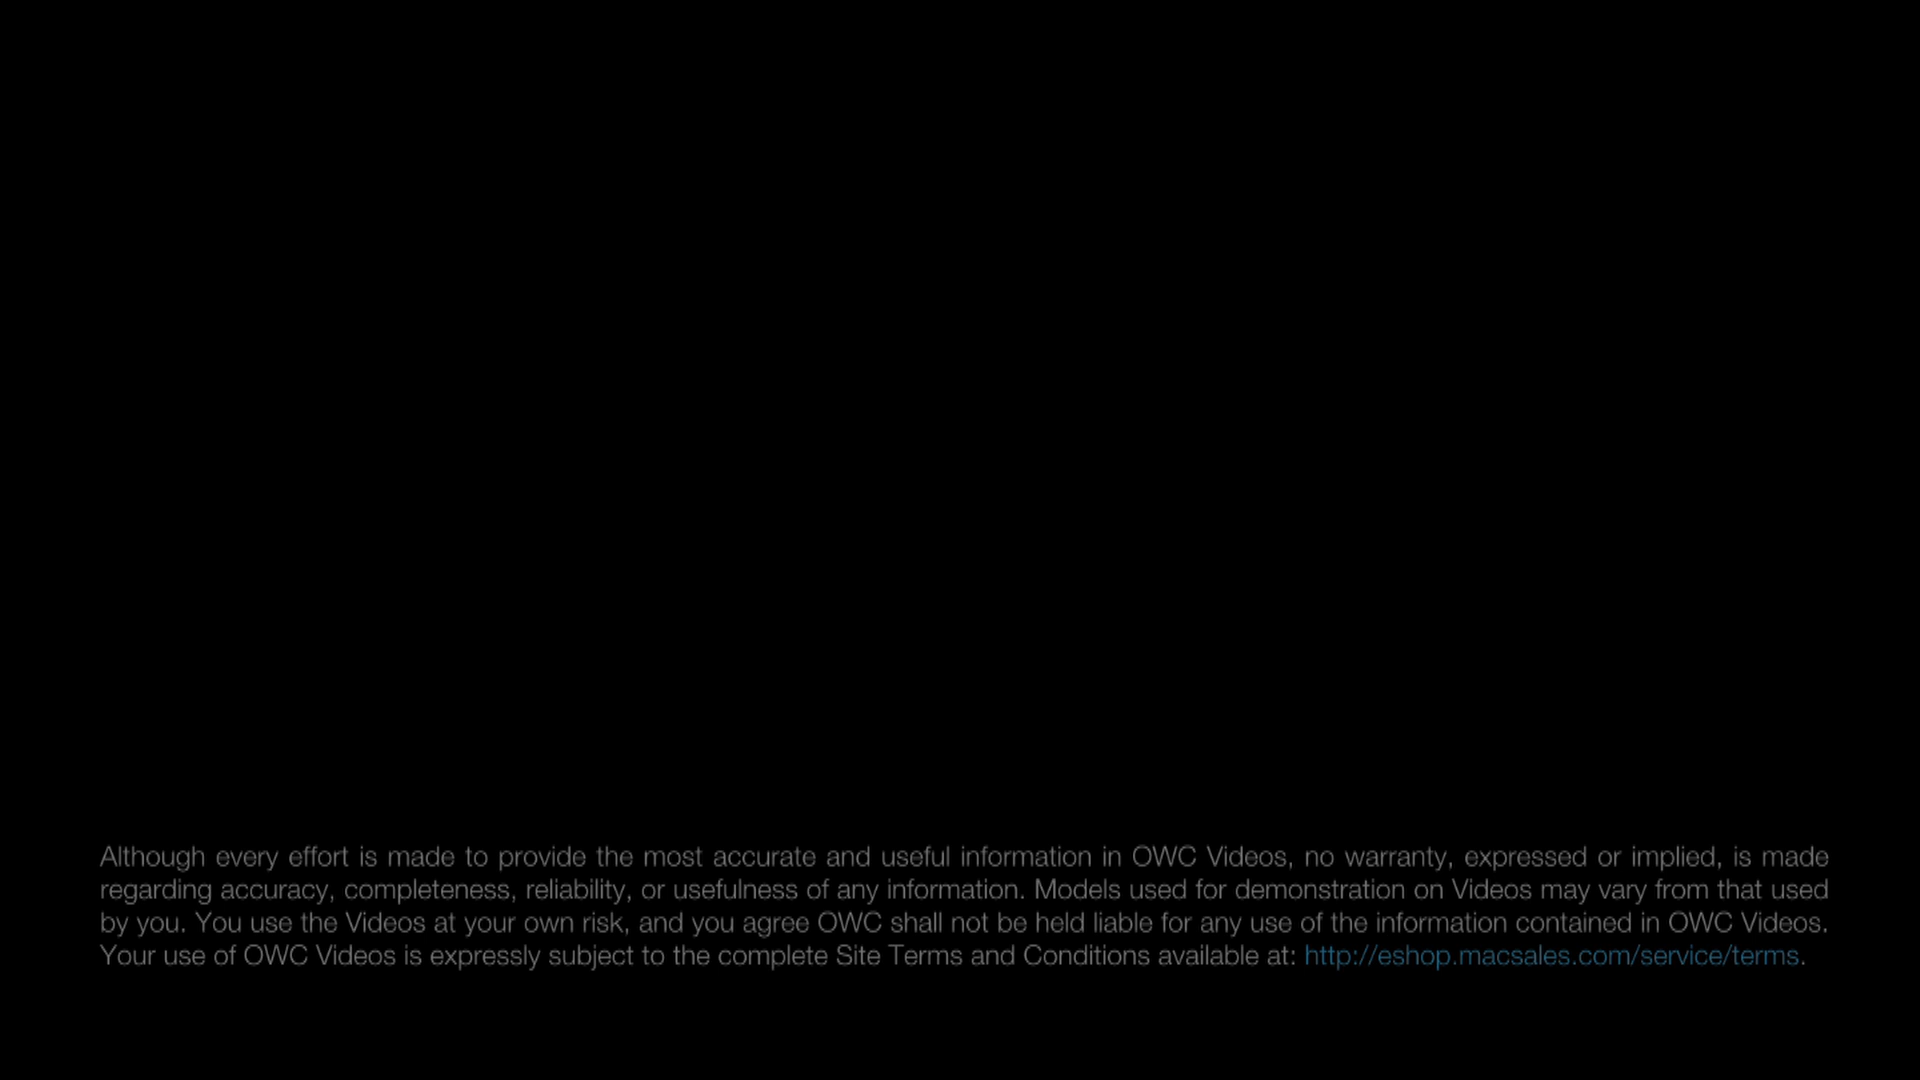 Although every effort is made to provide the most accurate and useful information in OWC Videos, no warranty, expressed or implied, is made
regarding accuracy, completeness, reliability, or usefulness of any information. Models used for demonstration on Videos may vary from that used
by you. You use the Videos at your own risk, and you agree OWC shall not be held liable for any use of the information contained in OWC Videos.
Your use of OWC Videos is expressly subject to the complete Site Terms and Conditions available at: http://eshop.macsales.com/service/terms.